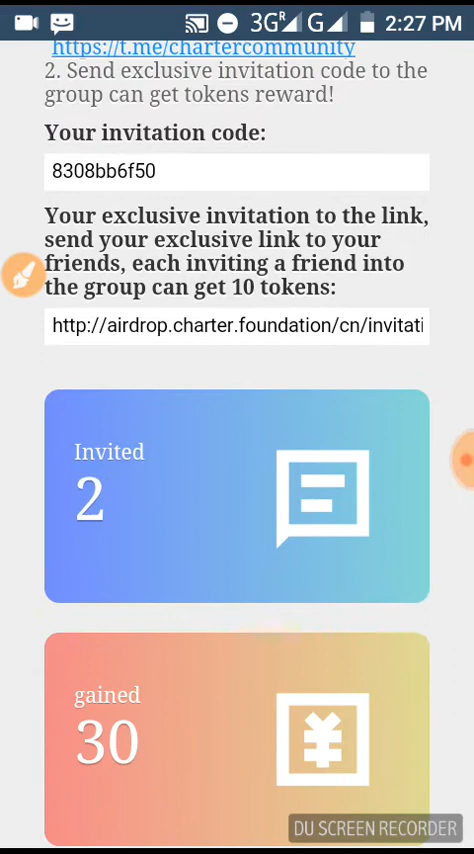 3G R G 2:27 PM
https://t.me/chartercommunity
2. Send exclusive invitation code to the
group can get tokens reward!
Your invitation code:
8308bb6f50
Your exclusive invitation to the link,
send your exclusive link to your
friends, each inviting a friend into
the group can get 10 tokens:
http://airdrop.charter.foundation/cn/invitati
Invited
2
gained
30
DU SCREEN RECORDER